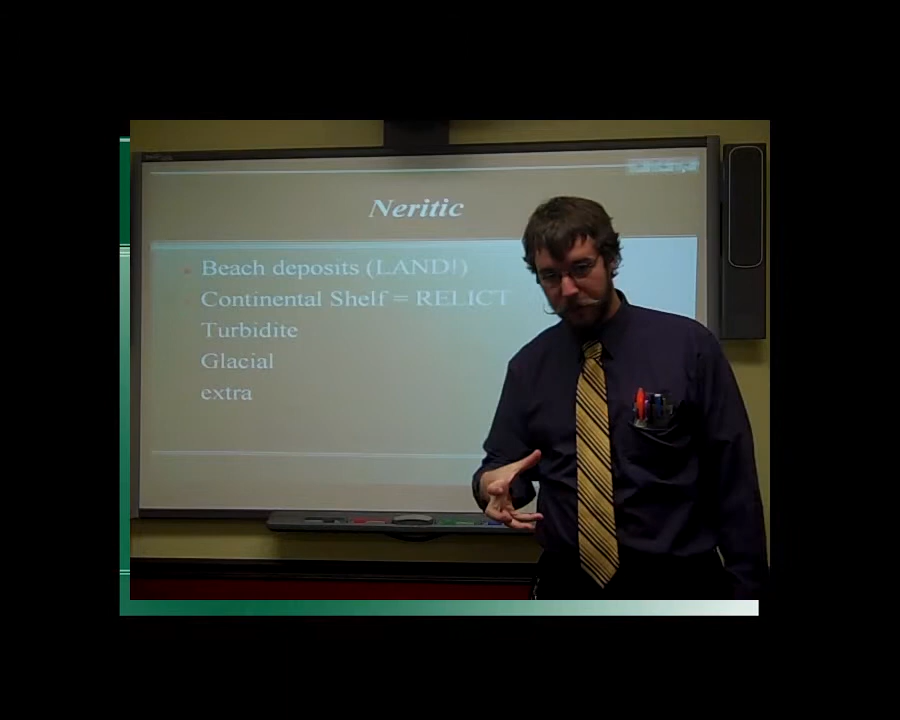 Neritic
Beach deposits (LAND!)
Continental Shelf = RELICT
Turbidite
Glacial
extra